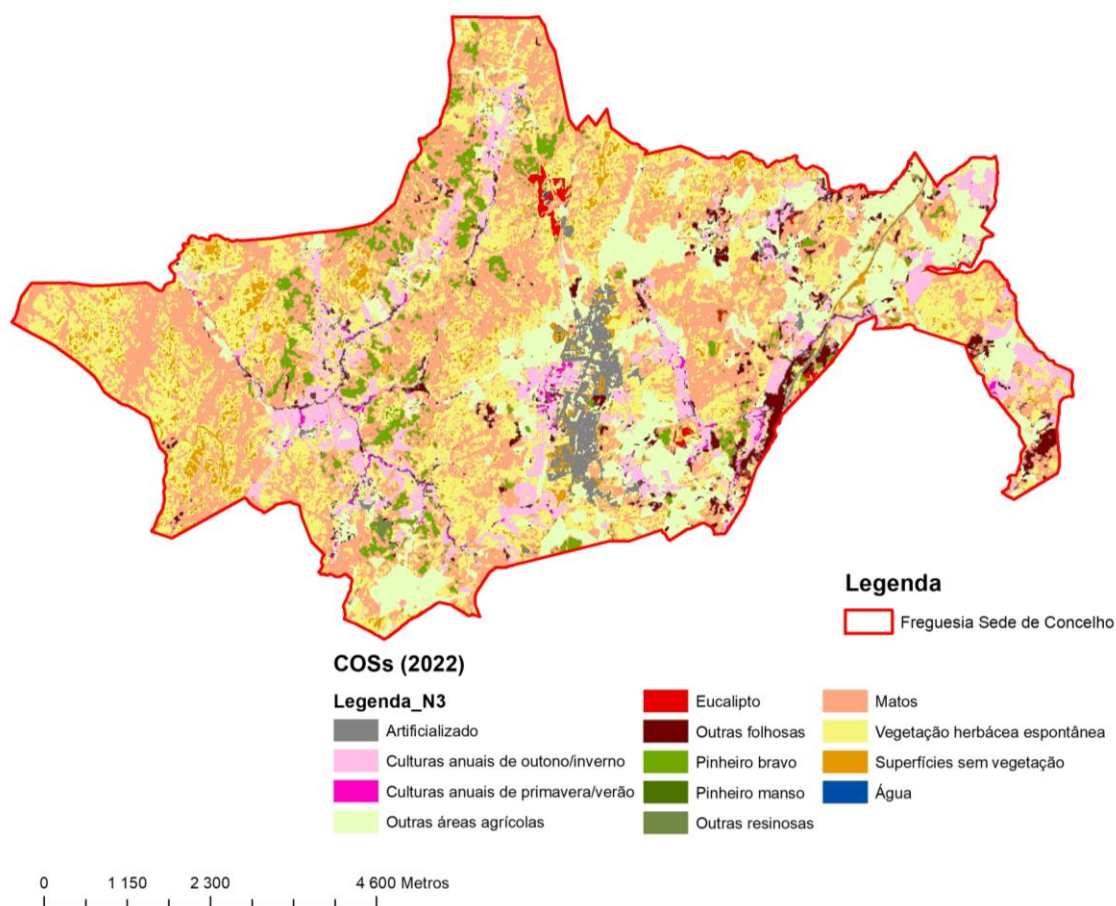 Legenda
Freguesia Sede de Concelho
COSs (2022)
Legenda_N3
Artificializado
Culturas anuais de outono/inverno
Culturas anuais de primavera/verão
Outras áreas agrícolas
Eucalipto
Outras folhosas
Pinheiro bravo
Pinheiro manso
Outras resinosas
Matos
Vegetação herbácea espontânea
Superfícies sem vegetação
Água
0 1 150 2 300 4 600 Metros